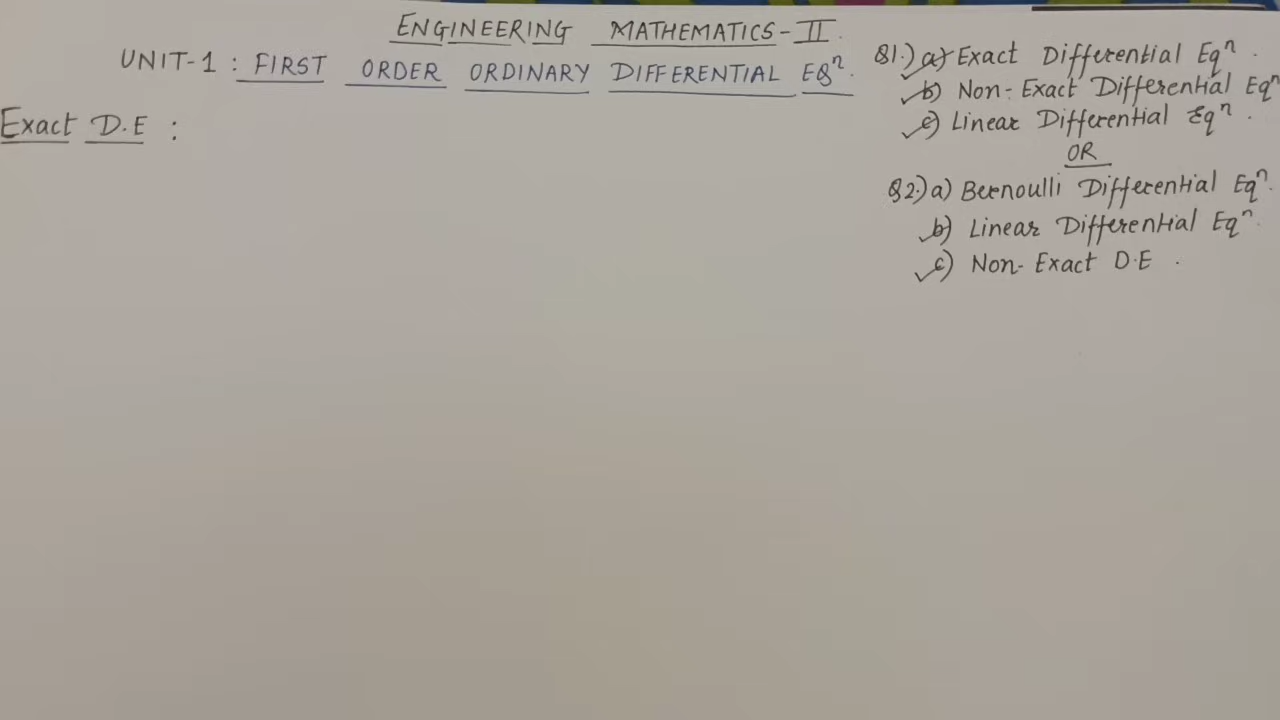 ENGINEERING MATHEMATICS-II.
UNIT-1 : FIRST ORDER ORDINARY DIFFERENTIAL EQⁿ.
Exact D.E :
Q1.) a) Exact Differential Eqⁿ.
b) Non-Exact Differential Eqⁿ
c) Linear Differential Eqⁿ.
OR
Q2.) a) Bernoulli Differential Eqⁿ.
b) Linear Differential Eqⁿ.
c) Non-Exact D.E.